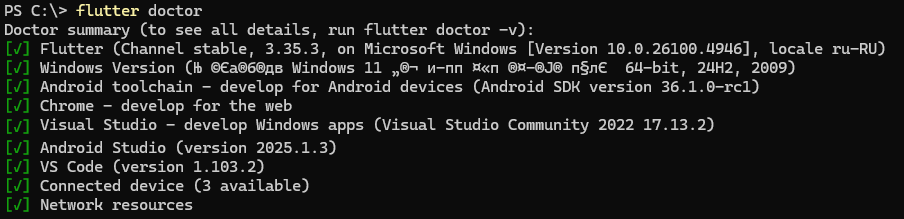 PS C:\> flutter doctor
Doctor summary (to see all details, run flutter doctor -v):
[√] Flutter (Channel stable, 3.35.3, on Microsoft Windows [Version 10.0.26100.4946], locale ru-RU)
[√] Windows Version (Њ ©Єа®б®дв Windows 11 „®¬ и-пп ¤«п ®¤-®Ј® п§лЄ  64-bit, 24H2, 2009)
[√] Android toolchain - develop for Android devices (Android SDK version 36.1.0-rc1)
[√] Chrome - develop for the web
[√] Visual Studio - develop Windows apps (Visual Studio Community 2022 17.13.2)
[√] Android Studio (version 2025.1.3)
[√] VS Code (version 1.103.2)
[√] Connected device (3 available)
[√] Network resources